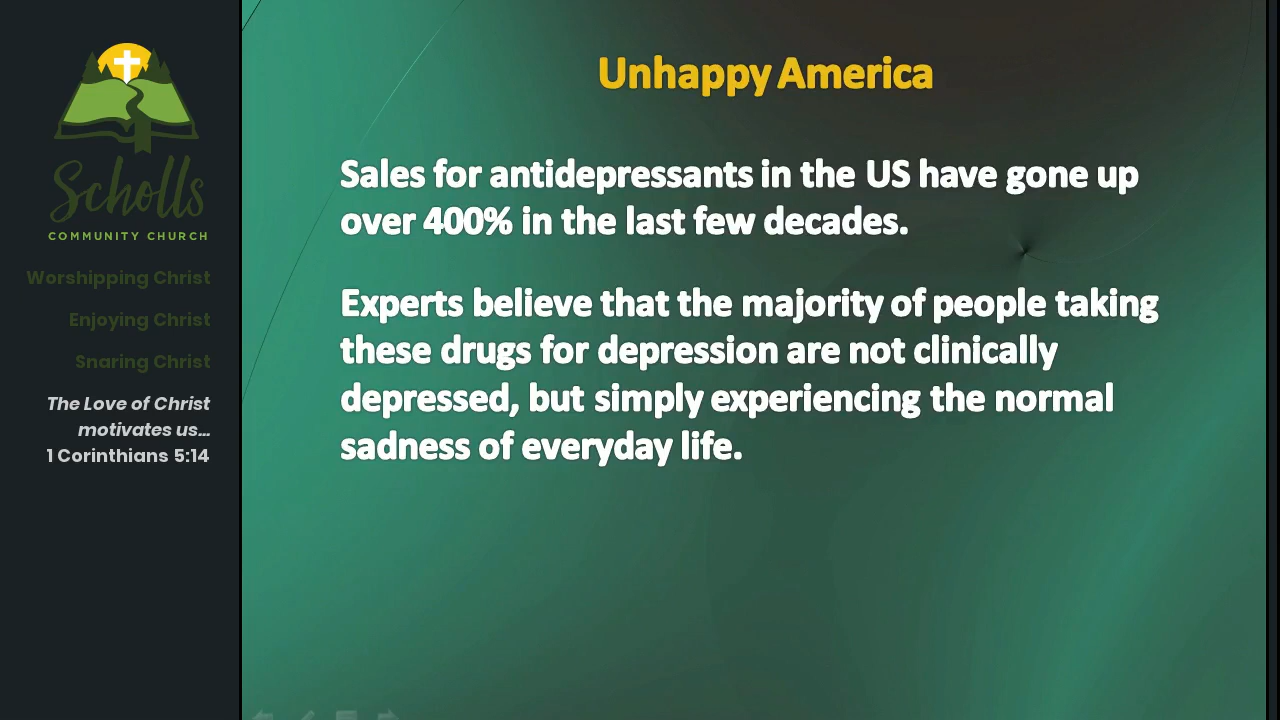 Scholls
COMMUNITY CHURCH
Worshipping Christ
Enjoying Christ
Snaring Christ
The Love of Christ
motivates us...
1 Corinthians 5:14
Unhappy America
Sales for antidepressants in the US have gone up
over 400% in the last few decades.
Experts believe that the majority of people taking
these drugs for depression are not clinically
depressed, but simply experiencing the normal
sadness of everyday life.